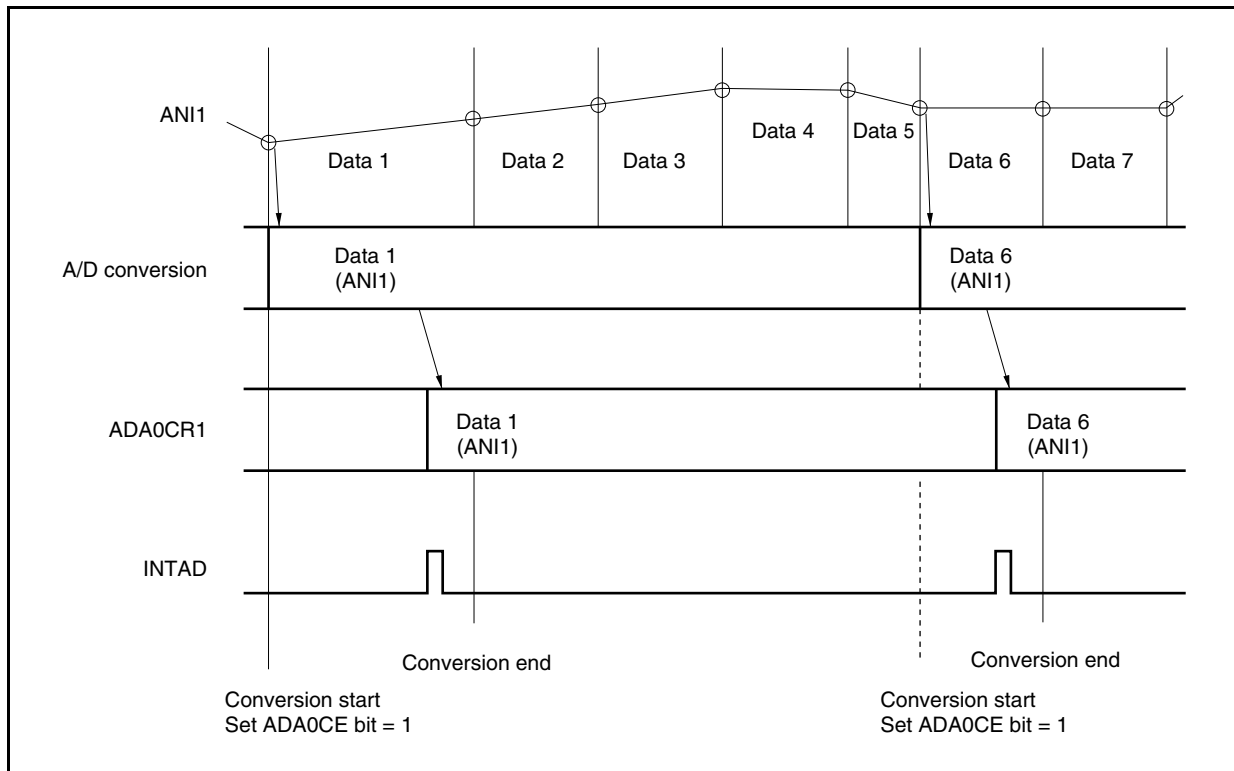 ANI1
Data 1
Data 2
Data 3
Data 4
Data 5
Data 6
Data 7
A/D conversion
Data 1
(ANI1)
Data 6
(ANI1)
ADA0CR1
Data 1
(ANI1)
Data 6
(ANI1)
INTAD
Conversion end
Conversion end
Conversion start
Set ADA0CE bit = 1
Conversion start
Set ADA0CE bit = 1